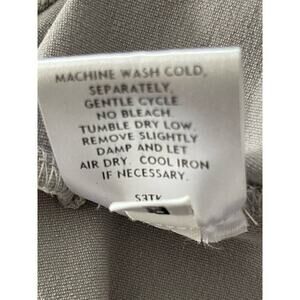 MACHINE WASH COLD,
SEPARATELY,
GENTLE CYCLE
NO BLEACH.
TUMBLE DRY LOW,
REMOVE SLIGHTLY
DAMP AND LET
AIR DRY. COOL IRON
IF NECESSARY.
S3TK